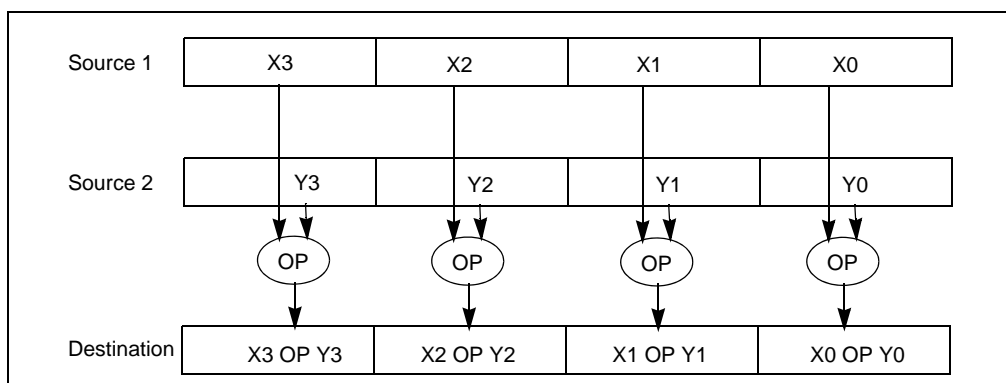 Source 1 X3 X2 X1 X0
Source 2 Y3 Y2 Y1 Y0
OP OP OP OP
Destination X3 OP Y3 X2 OP Y2 X1 OP Y1 X0 OP Y0